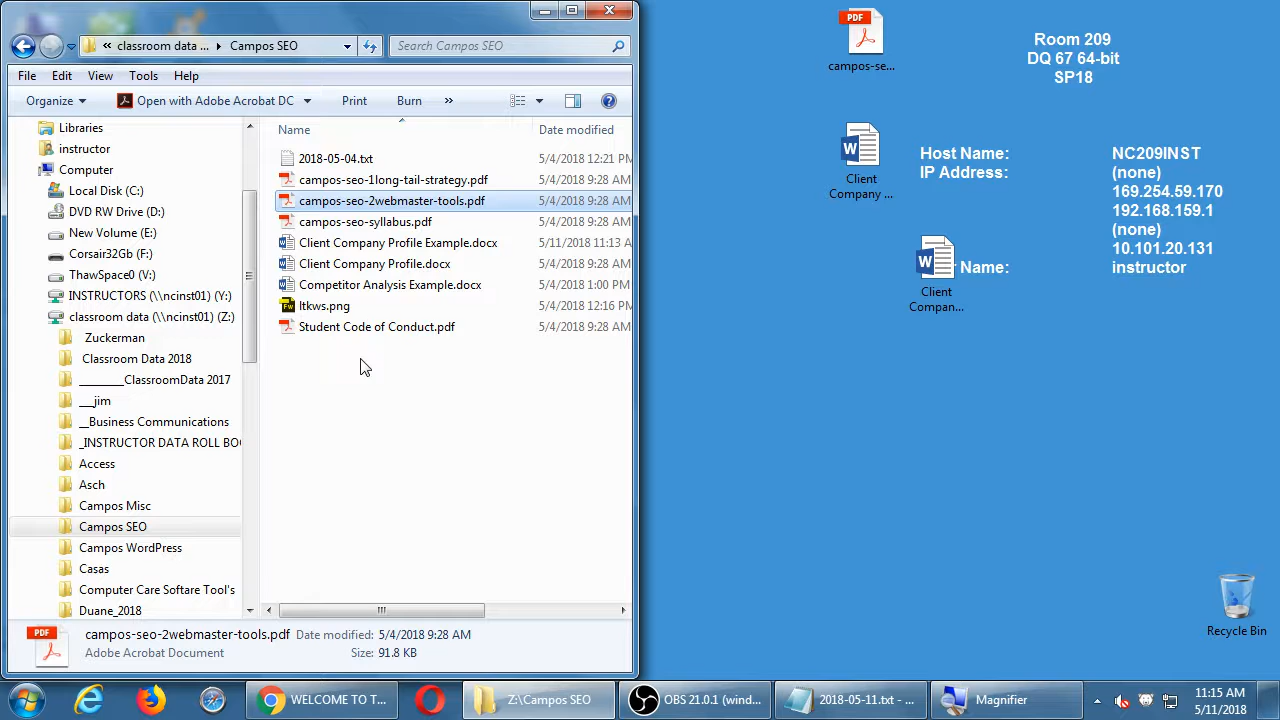 « classroom data ... ▸ Campos SEO
Search Campos SEO
File Edit View Tools Help
Organize Open with Adobe Acrobat DC Print Burn »
Libraries
instructor
Computer
Local Disk (C:)
DVD RW Drive (D:)
New Volume (E:)
Corsair32Gb (F:)
ThawSpace0 (V:)
INSTRUCTORS (\\ncinst01) (Y:)
classroom data (\\ncinst01) (Z:)
Zuckerman
Classroom Data 2018
________ClassroomData 2017
___jim
__Business Communications
_INSTRUCTOR DATA ROLL BOO
Access
Asch
Campos Misc
Campos SEO
Campos WordPress
Casas
Computer Care Softare Tool's
Duane_2018
Name Date modified
2018-05-04.txt 5/4/2018 12:21 PM
campos-seo-1long-tail-strategy.pdf 5/4/2018 9:28 AM
campos-seo-2webmaster-tools.pdf 5/4/2018 9:28 AM
campos-seo-syllabus.pdf 5/4/2018 9:28 AM
Client Company Profile Example.docx 5/11/2018 11:13 A
Client Company Profile.docx 5/4/2018 9:28 AM
Competitor Analysis Example.docx 5/4/2018 1:00 PM
ltkws.png 5/4/2018 12:16 PM
Student Code of Conduct.pdf 5/4/2018 9:28 AM
PDF
campos-seo-2webmaster-tools.pdf Date modified: 5/4/2018 9:28 AM
Adobe Acrobat Document Size: 91.8 KB
PDF
campos-se...
Client
Company ...
Client
Compan...
Room 209
DQ 67 64-bit
SP18
Host Name: NC209INST
IP Address: (none)
169.254.59.170
192.168.159.1
(none)
10.101.20.131
Name: instructor
Recycle Bin
WELCOME TO T...
Z:\Campos SEO
OBS 21.0.1 (wind...
2018-05-11.txt - ...
Magnifier
11:15 AM
5/11/2018